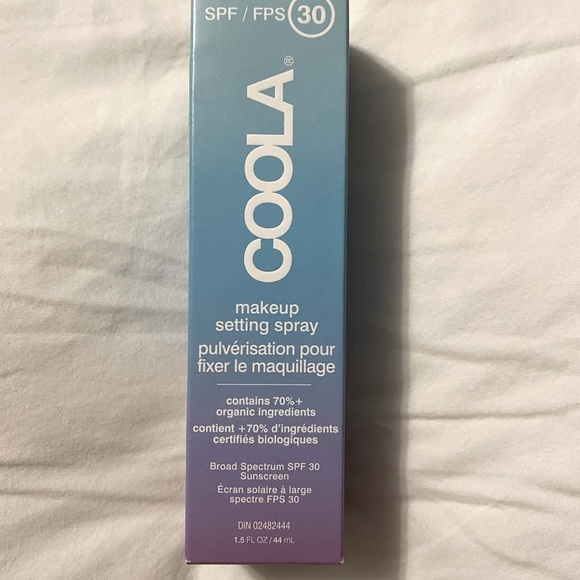 SPF / FPS 30
COOLA®
makeup
setting spray
pulvérisation pour
fixer le maquillage
contains 70%+
organic ingredients
contient +70% d'ingrédients
certifiés biologiques
Broad Spectrum SPF 30
Sunscreen
Écran solaire à large
spectre FPS 30
DIN 02482444
1.5 FL OZ / 44 mL